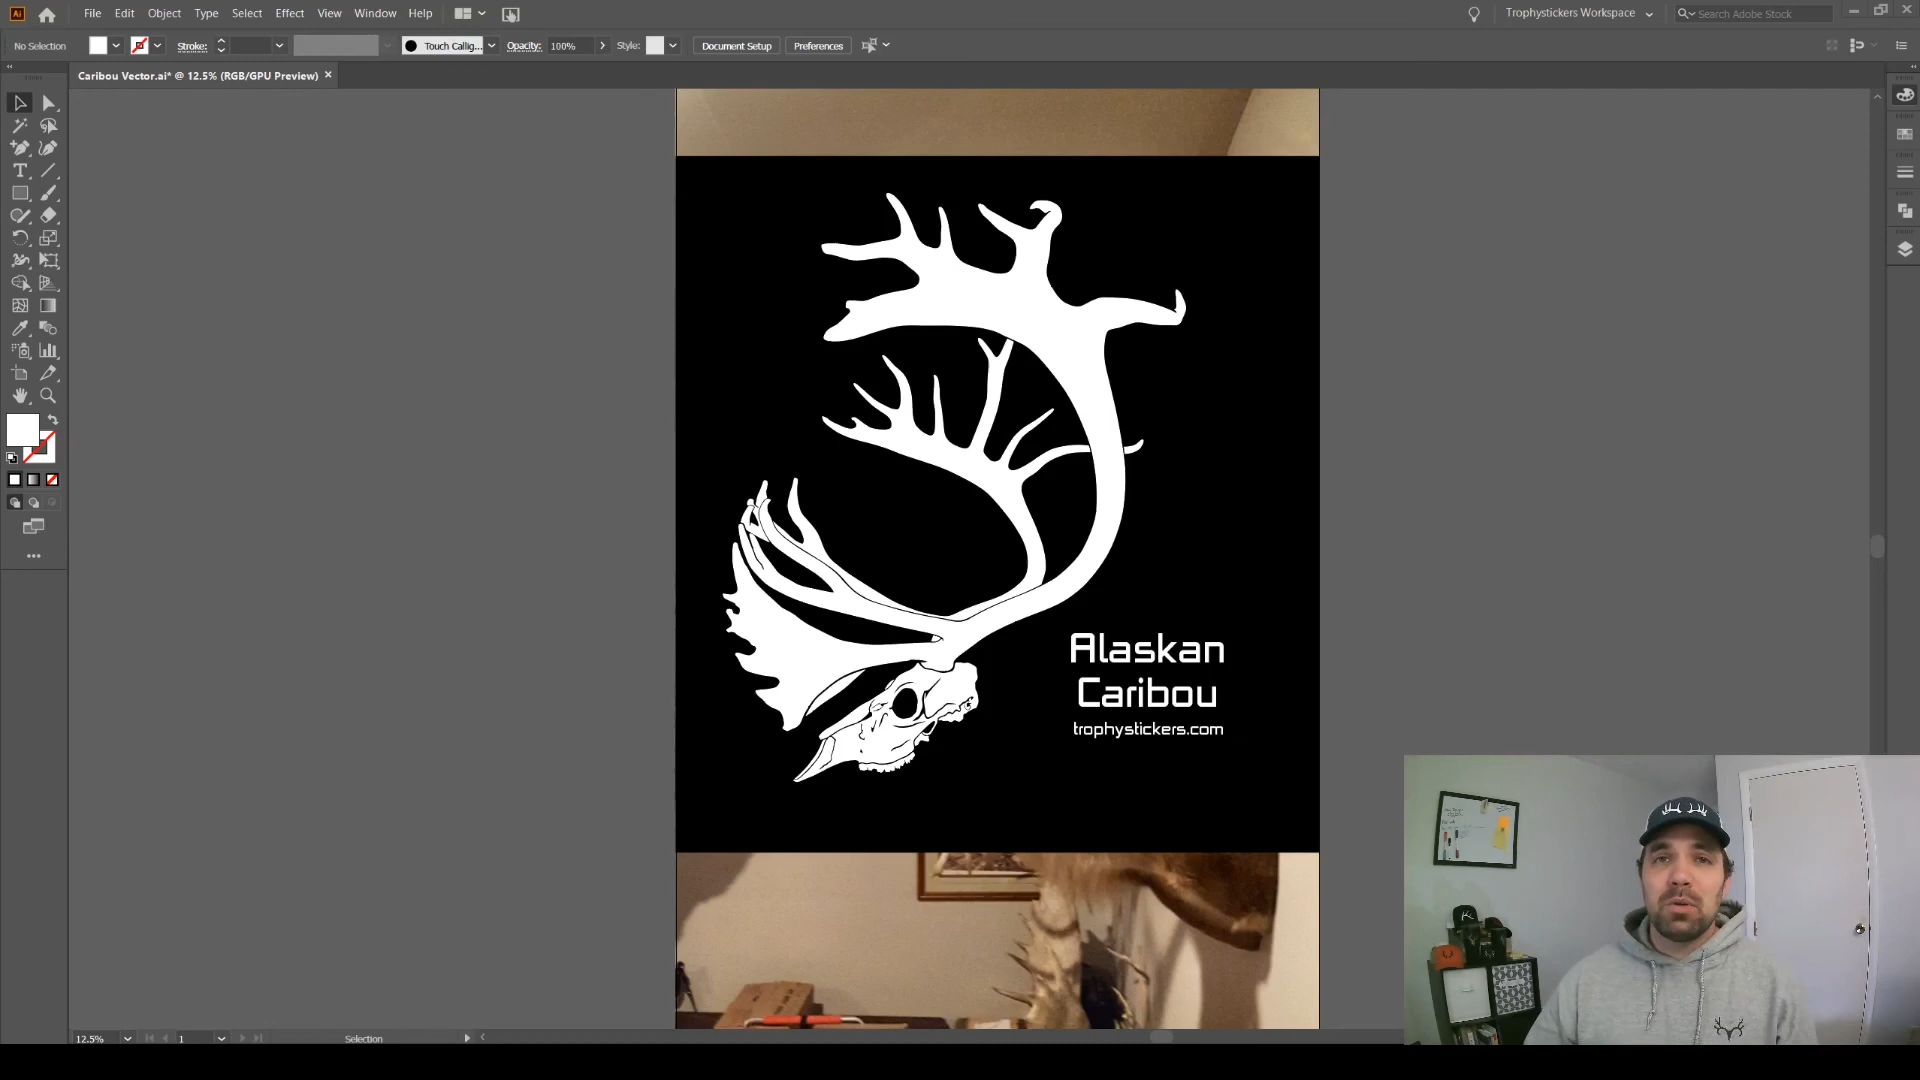 Ai File Edit Object Type Select Effect View Window Help
Trophystickers Workspace
Search Adobe Stock
No Selection
Stroke:
Touch Callig...
Opacity: 100%
Style:
Document Setup
Preferences
Caribou Vector.ai* @ 12.5% (RGB/GPU Preview) ×
Alaskan
Caribou
trophystickers.com
12.5%
1
Selection